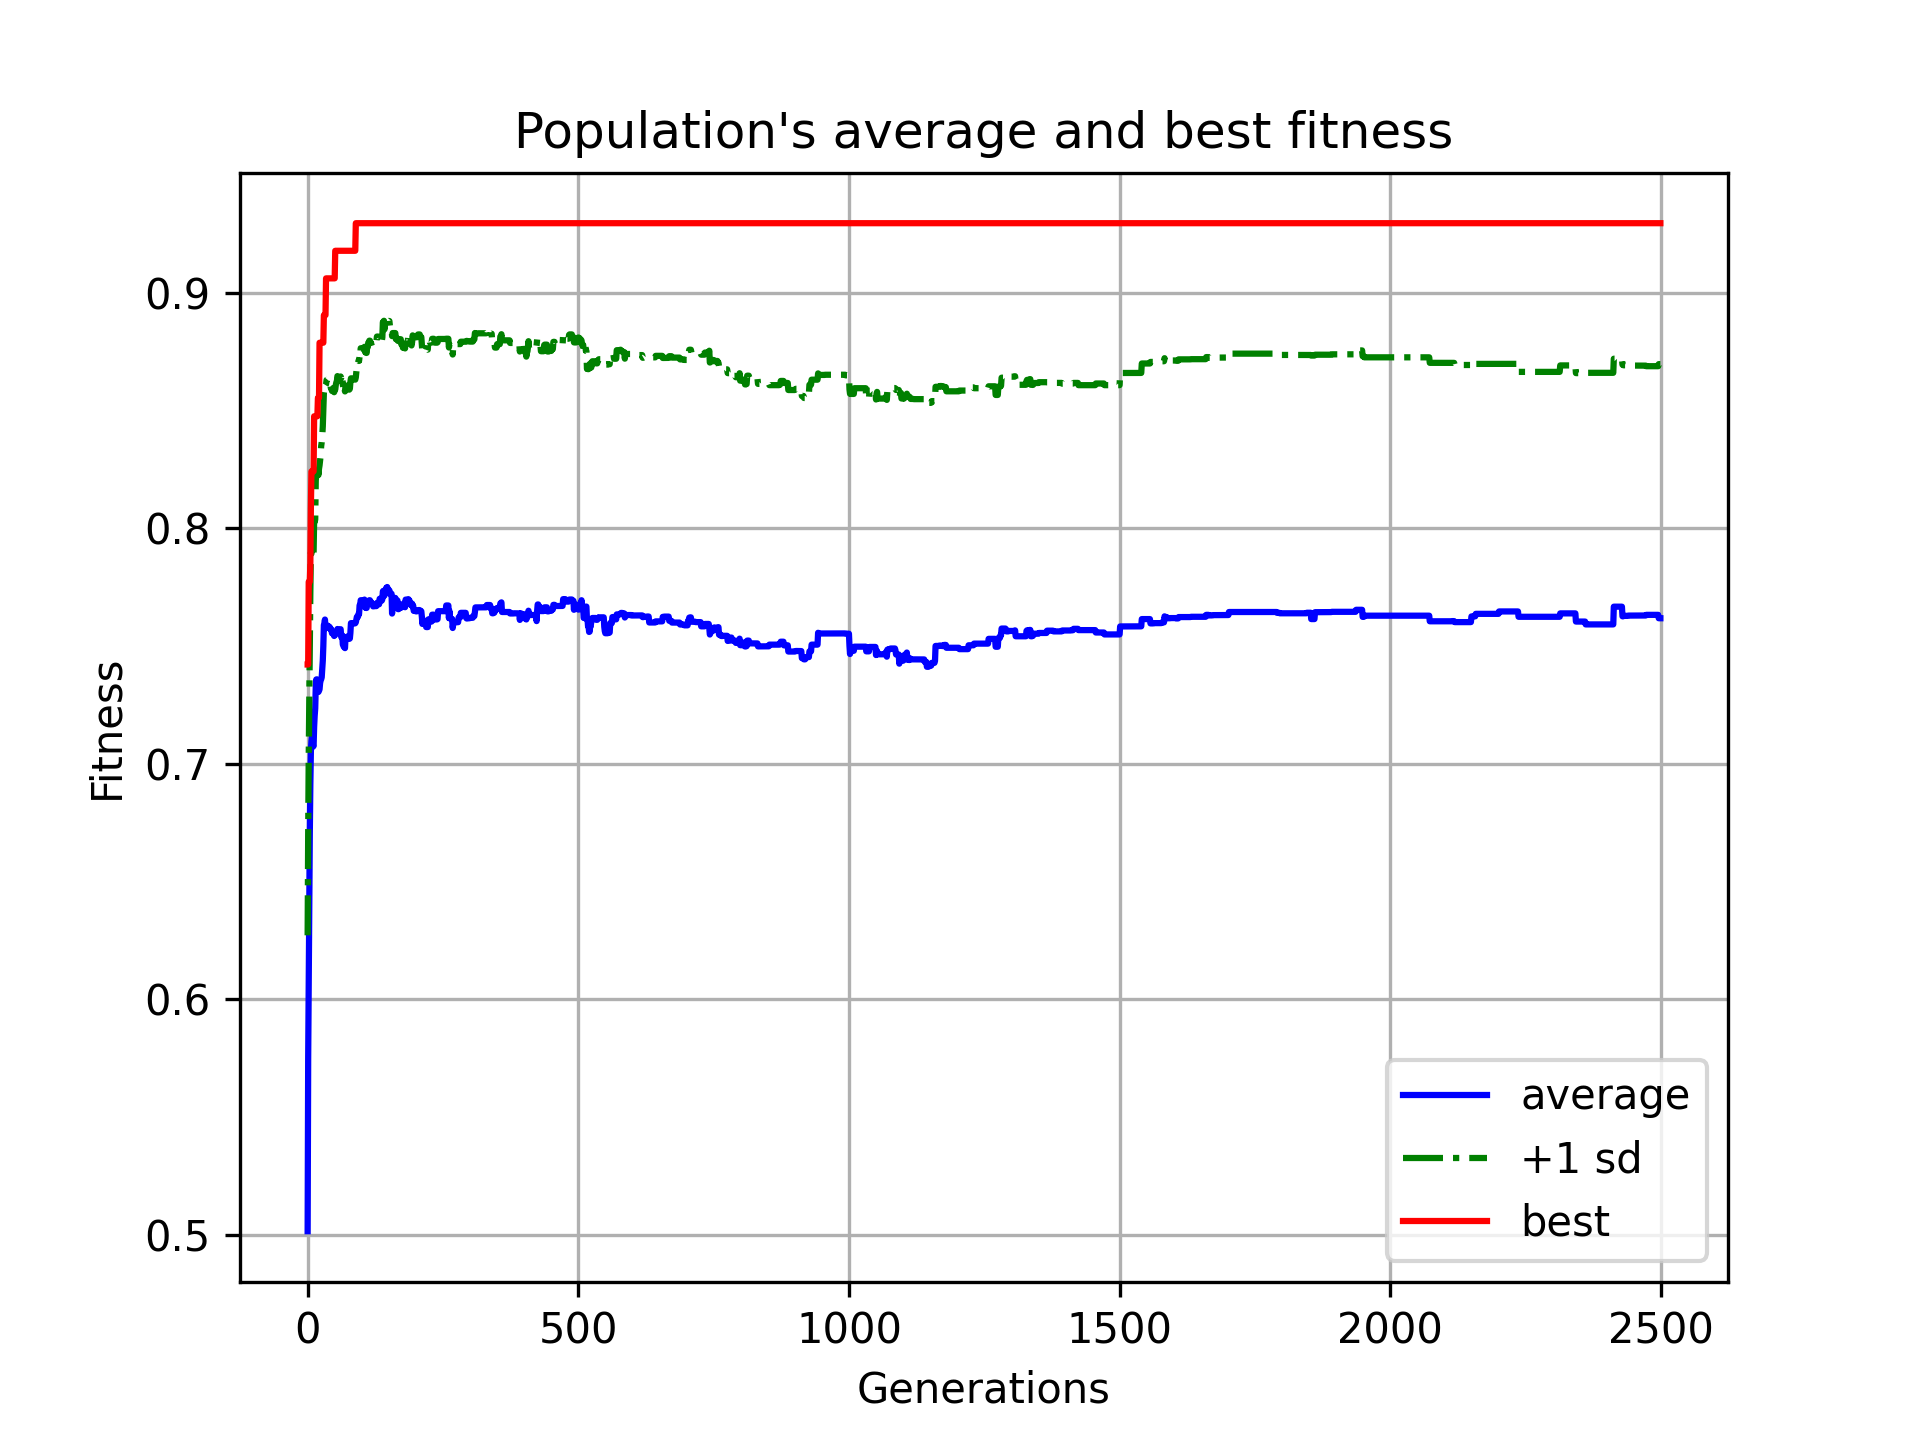 Population's average and best fitness
Fitness
0.9
0.8
0.7
0.6
0.5
0 500 1000 1500 2000 2500
Generations
average
+1 sd
best